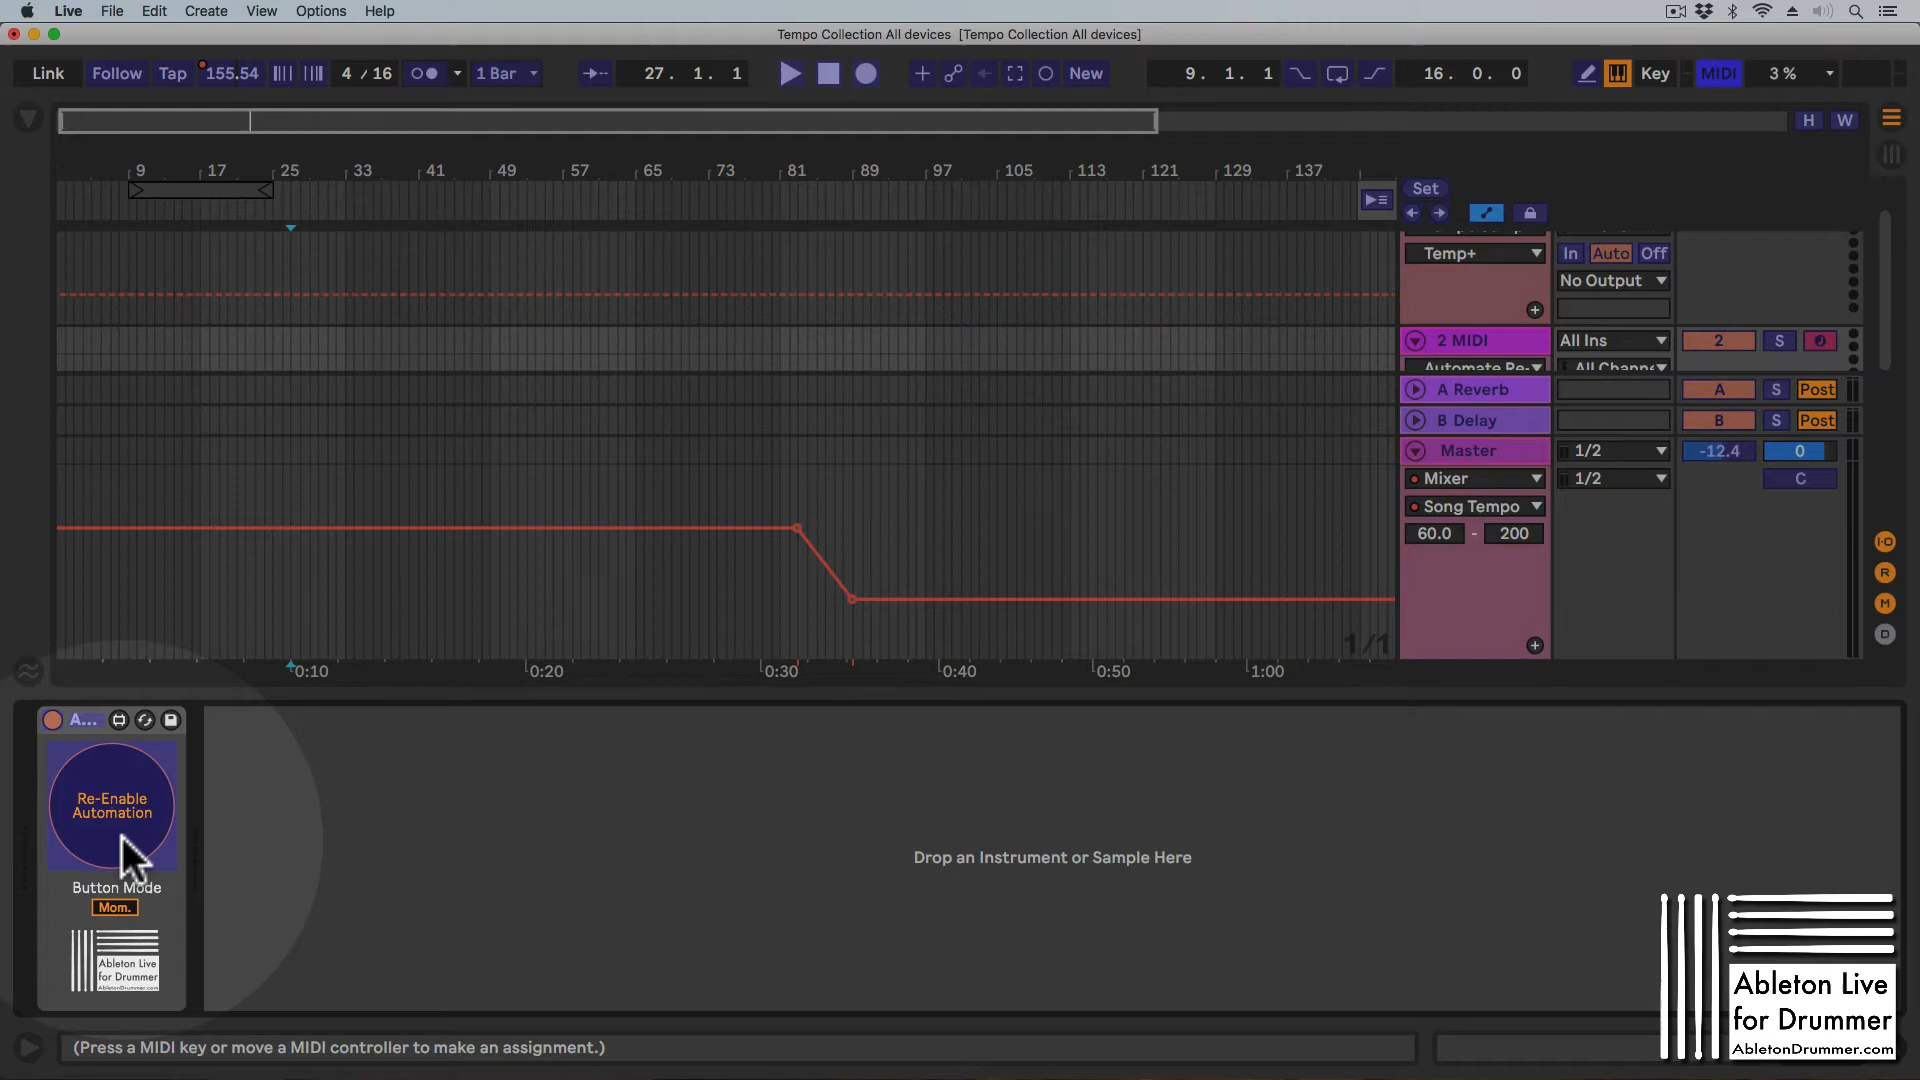 Live File Edit Create View Options Help
Tempo Collection All devices [Tempo Collection All devices]
Link Follow Tap 155.54 4 / 16 1 Bar 27. 1. 1 New 9. 1. 1 16. 0. 0 Key MIDI 3 %
H W
9 17 25 33 41 49 57 65 73 81 89 97 105 113 121 129 137
Set
Temp+ In Auto Off
No Output
2 MIDI All Ins 2 S
Automate Re- All Chann
A Reverb A S Post
B Delay B S Post
Master 1/2 -12.4 0
Mixer 1/2 C
Song Tempo
60.0 - 200
I·O
R
M
D
1/1
0:10 0:20 0:30 0:40 0:50 1:00
A...
Re-Enable
Automation
Button Mode
Mom.
Ableton Live
for Drummer
AbletonDrummer.com
Drop an Instrument or Sample Here
(Press a MIDI key or move a MIDI controller to make an assignment.)
Ableton Live
for Drummer
AbletonDrummer.com